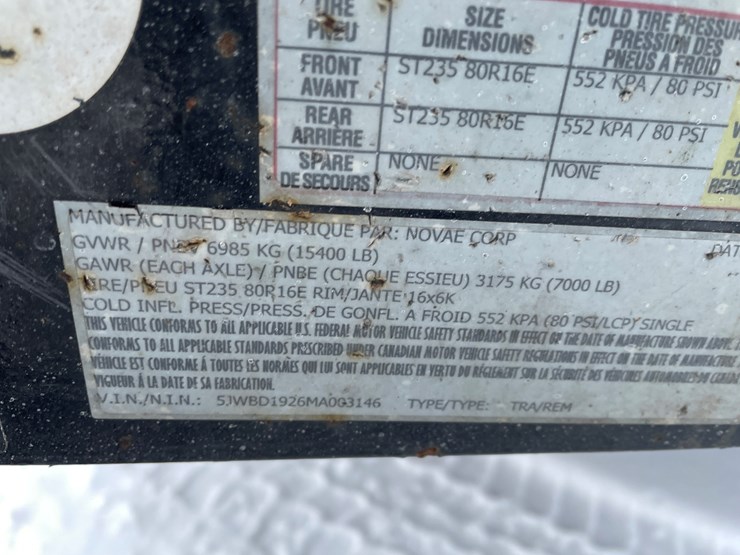 TIRE SIZE COLD TIRE PRESSURE
PNEU DIMENSIONS PRESSION DES
PNEUS A FROID
FRONT ST235 80R16E 552 KPA / 80 PSI
AVANT
REAR ST235 80R16E 552 KPA / 80 PSI
ARRIÈRE
SPARE NONE NONE
DE SECOURS
MANUFACTURED BY/FABRIQUE PAR: NOVAE CORP
GVWR / PNBV 6985 KG (15400 LB) DAT
GAWR (EACH AXLE) / PNBE (CHAQUE ESSIEU) 3175 KG (7000 LB)
TIRE/PNEU ST235 80R16E RIM/JANTE 16x6K
COLD INFL. PRESS/PRESS. DE GONFL. A FROID 552 KPA (80 PSI/LCP) SINGLE
THIS VEHICLE CONFORMS TO ALL APPLICABLE U.S. FEDERAL MOTOR VEHICLE SAFETY STANDARDS IN EFFECT ON THE DATE OF MANUFACTURE SHOWN ABOVE.
CONFORMS TO ALL APPLICABLE STANDARDS PRESCRIBED UNDER CANADIAN MOTOR VEHICLE SAFETY REGULATIONS IN EFFECT ON THE DATE OF MANUFACTURE
VÉHICLE EST CONFORME À TOUTES LES NORMES QUI LUI SONT APPLICABLES EN VERTU DU RÉGLEMENT SUR LA SÉCURITÉ DES VÉHICULES AUTOMOBILES DU CANADA
VIGUEUR À LA DATE DE SA FABRICATION.
V.I.N./N.I.N.: 5JWBD1926MA003146 TYPE/TYPE: TRA/REM